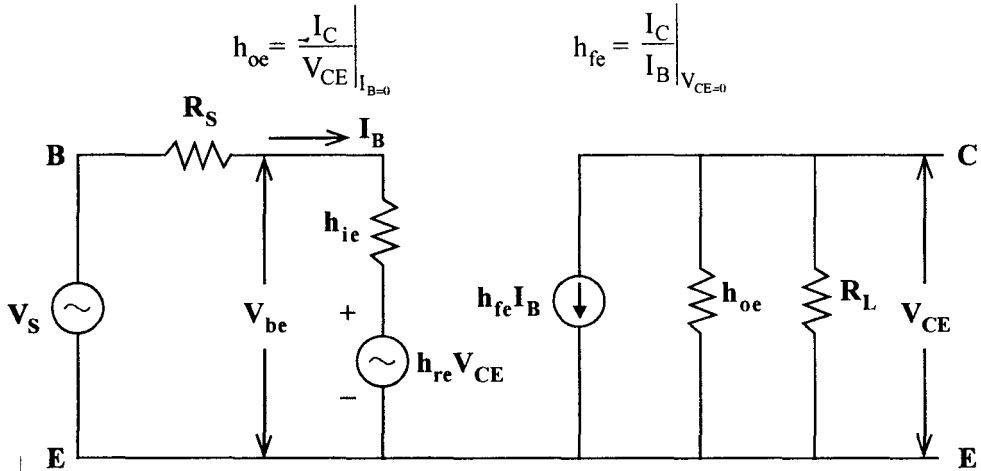 h_oe = I_C / V_CE |I_B=0
h_fe = I_C / I_B |V_CE=0
R_S
I_B
B
C
h_ie
V_S
V_be
+
h_fe I_B
h_oe
R_L
V_CE
h_re V_CE
−
E
E